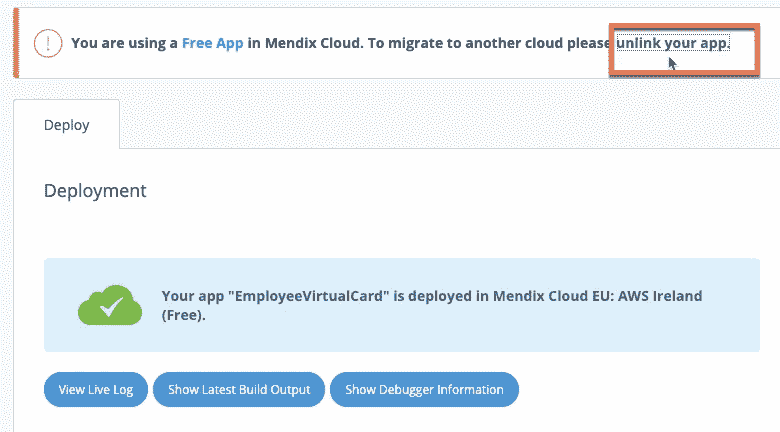 You are using a Free App in Mendix Cloud. To migrate to another cloud please unlink your app.
Deploy
Deployment
Your app "EmployeeVirtualCard" is deployed in Mendix Cloud EU: AWS Ireland
(Free).
View Live Log Show Latest Build Output Show Debugger Information